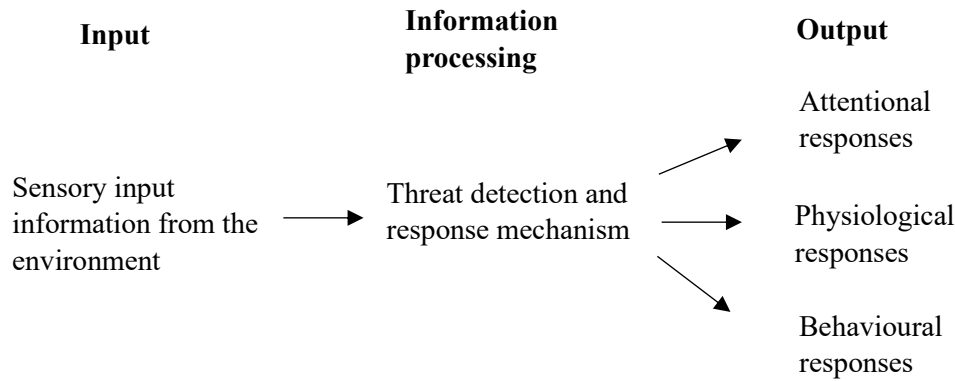 Input
Information
processing
Output
Sensory input
information from the
environment
Threat detection and
response mechanism
Attentional
responses
Physiological
responses
Behavioural
responses